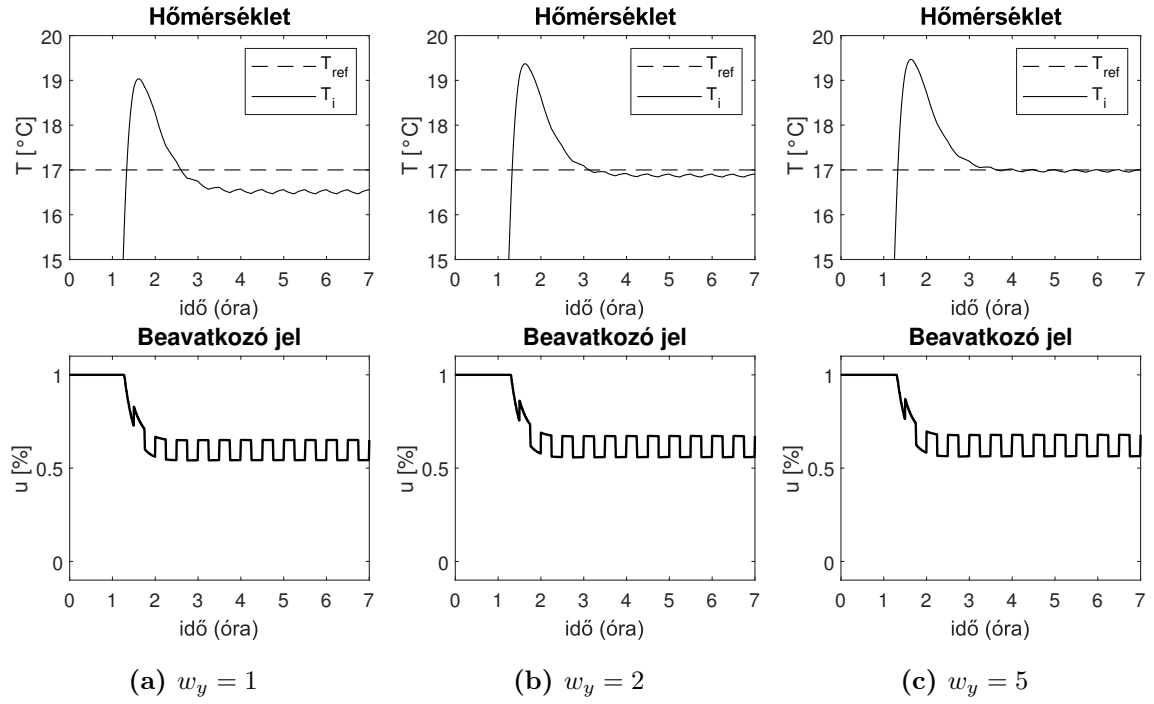 Hőmérséklet
20
19
18
17
16
15
T [°C]
T_ref
T_i
0 1 2 3 4 5 6 7
idő (óra)
Hőmérséklet
20
19
18
17
16
15
T [°C]
T_ref
T_i
0 1 2 3 4 5 6 7
idő (óra)
Hőmérséklet
20
19
18
17
16
15
T [°C]
T_ref
T_i
0 1 2 3 4 5 6 7
idő (óra)
Beavatkozó jel
1
0.5
0
u [%]
0 1 2 3 4 5 6 7
idő (óra)
Beavatkozó jel
1
0.5
0
u [%]
0 1 2 3 4 5 6 7
idő (óra)
Beavatkozó jel
1
0.5
0
u [%]
0 1 2 3 4 5 6 7
idő (óra)
(a) w_y = 1
(b) w_y = 2
(c) w_y = 5